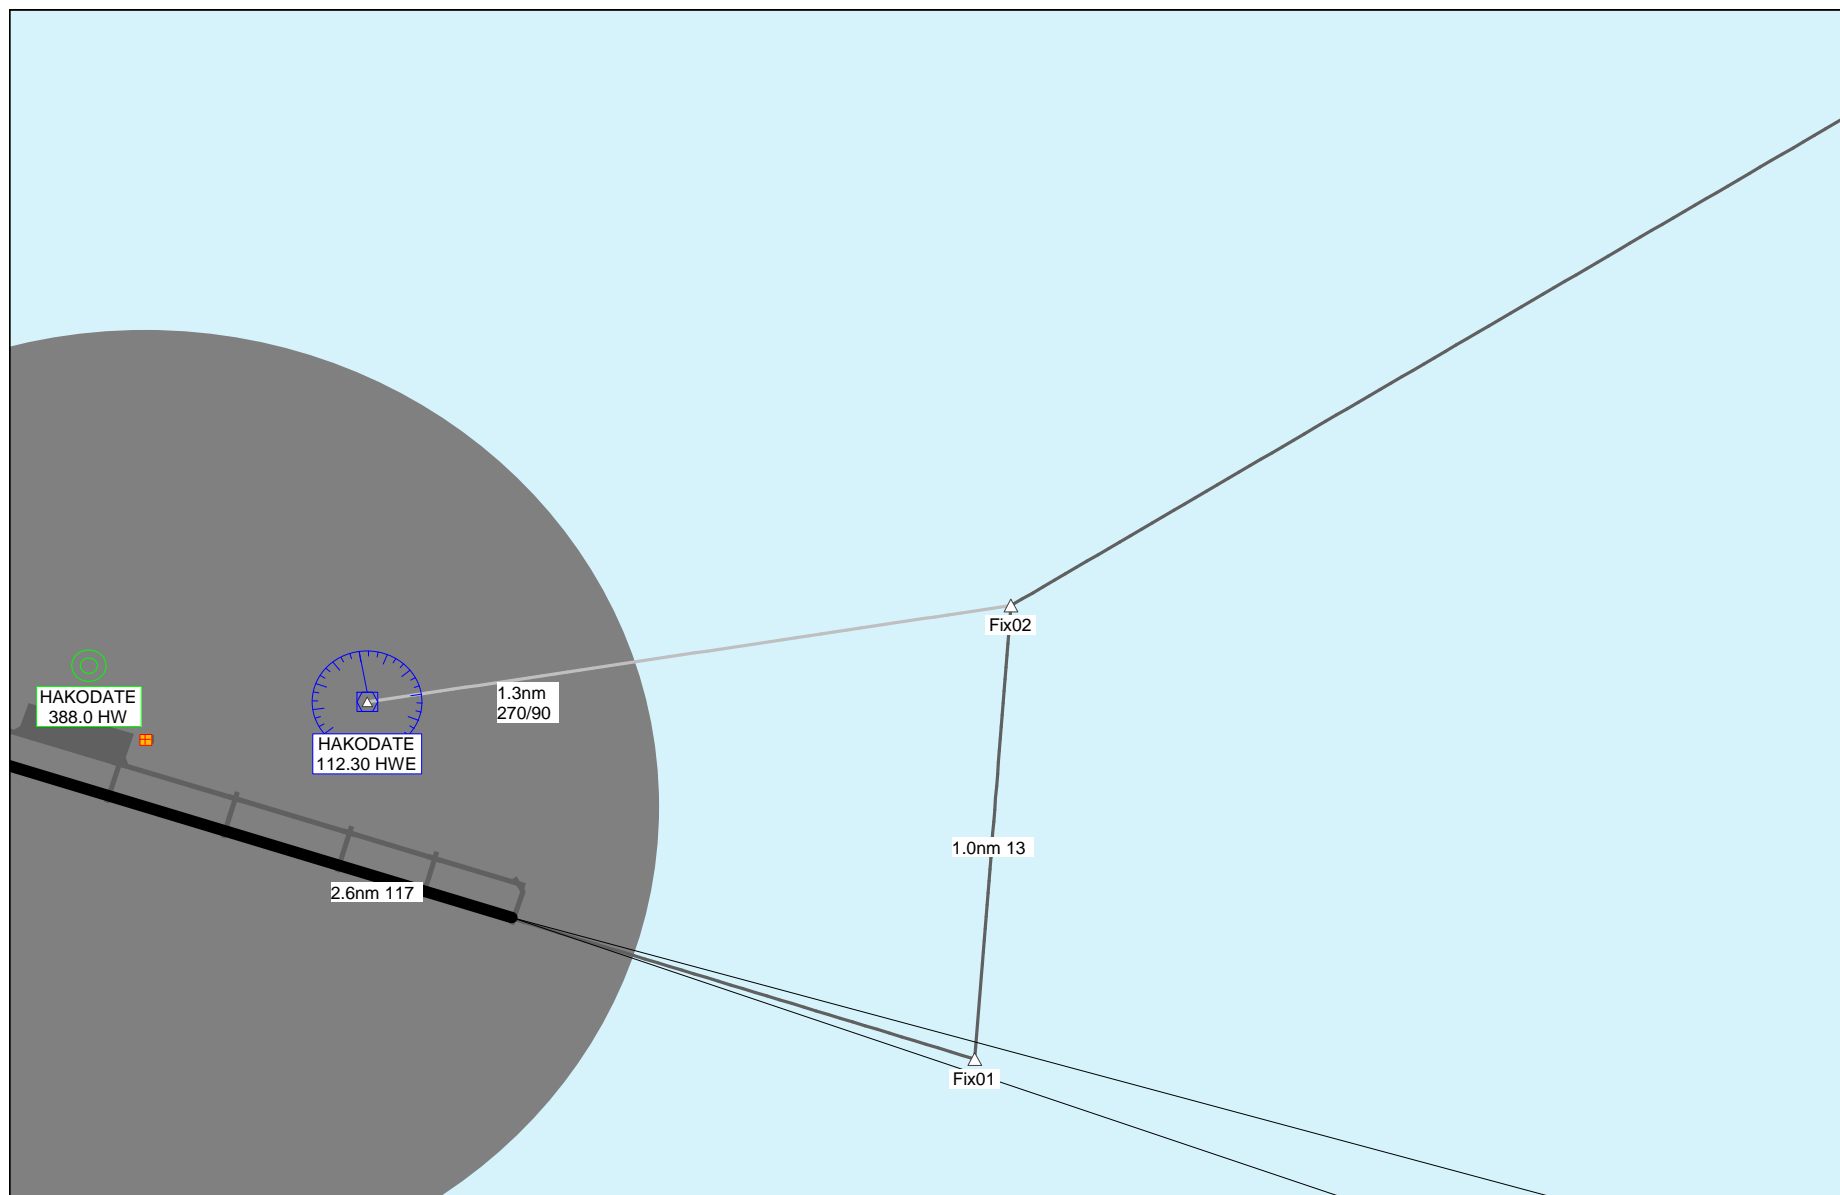 Fix02
HAKODATE
388.0 HW
1.3nm
270/90
HAKODATE
112.30 HWE
1.0nm 13
2.6nm 117
Fix01